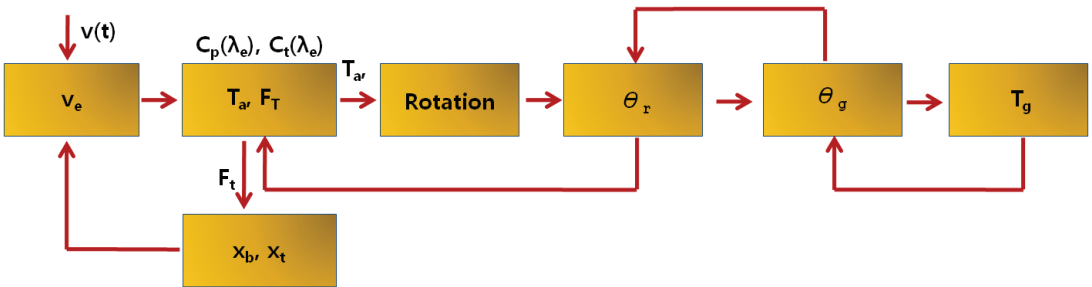 v(t)
Cp(λe), Ct(λe)
Ta,
ve
Ta, FT
Rotation
θr
θg
Tg
Ft
xb, xt